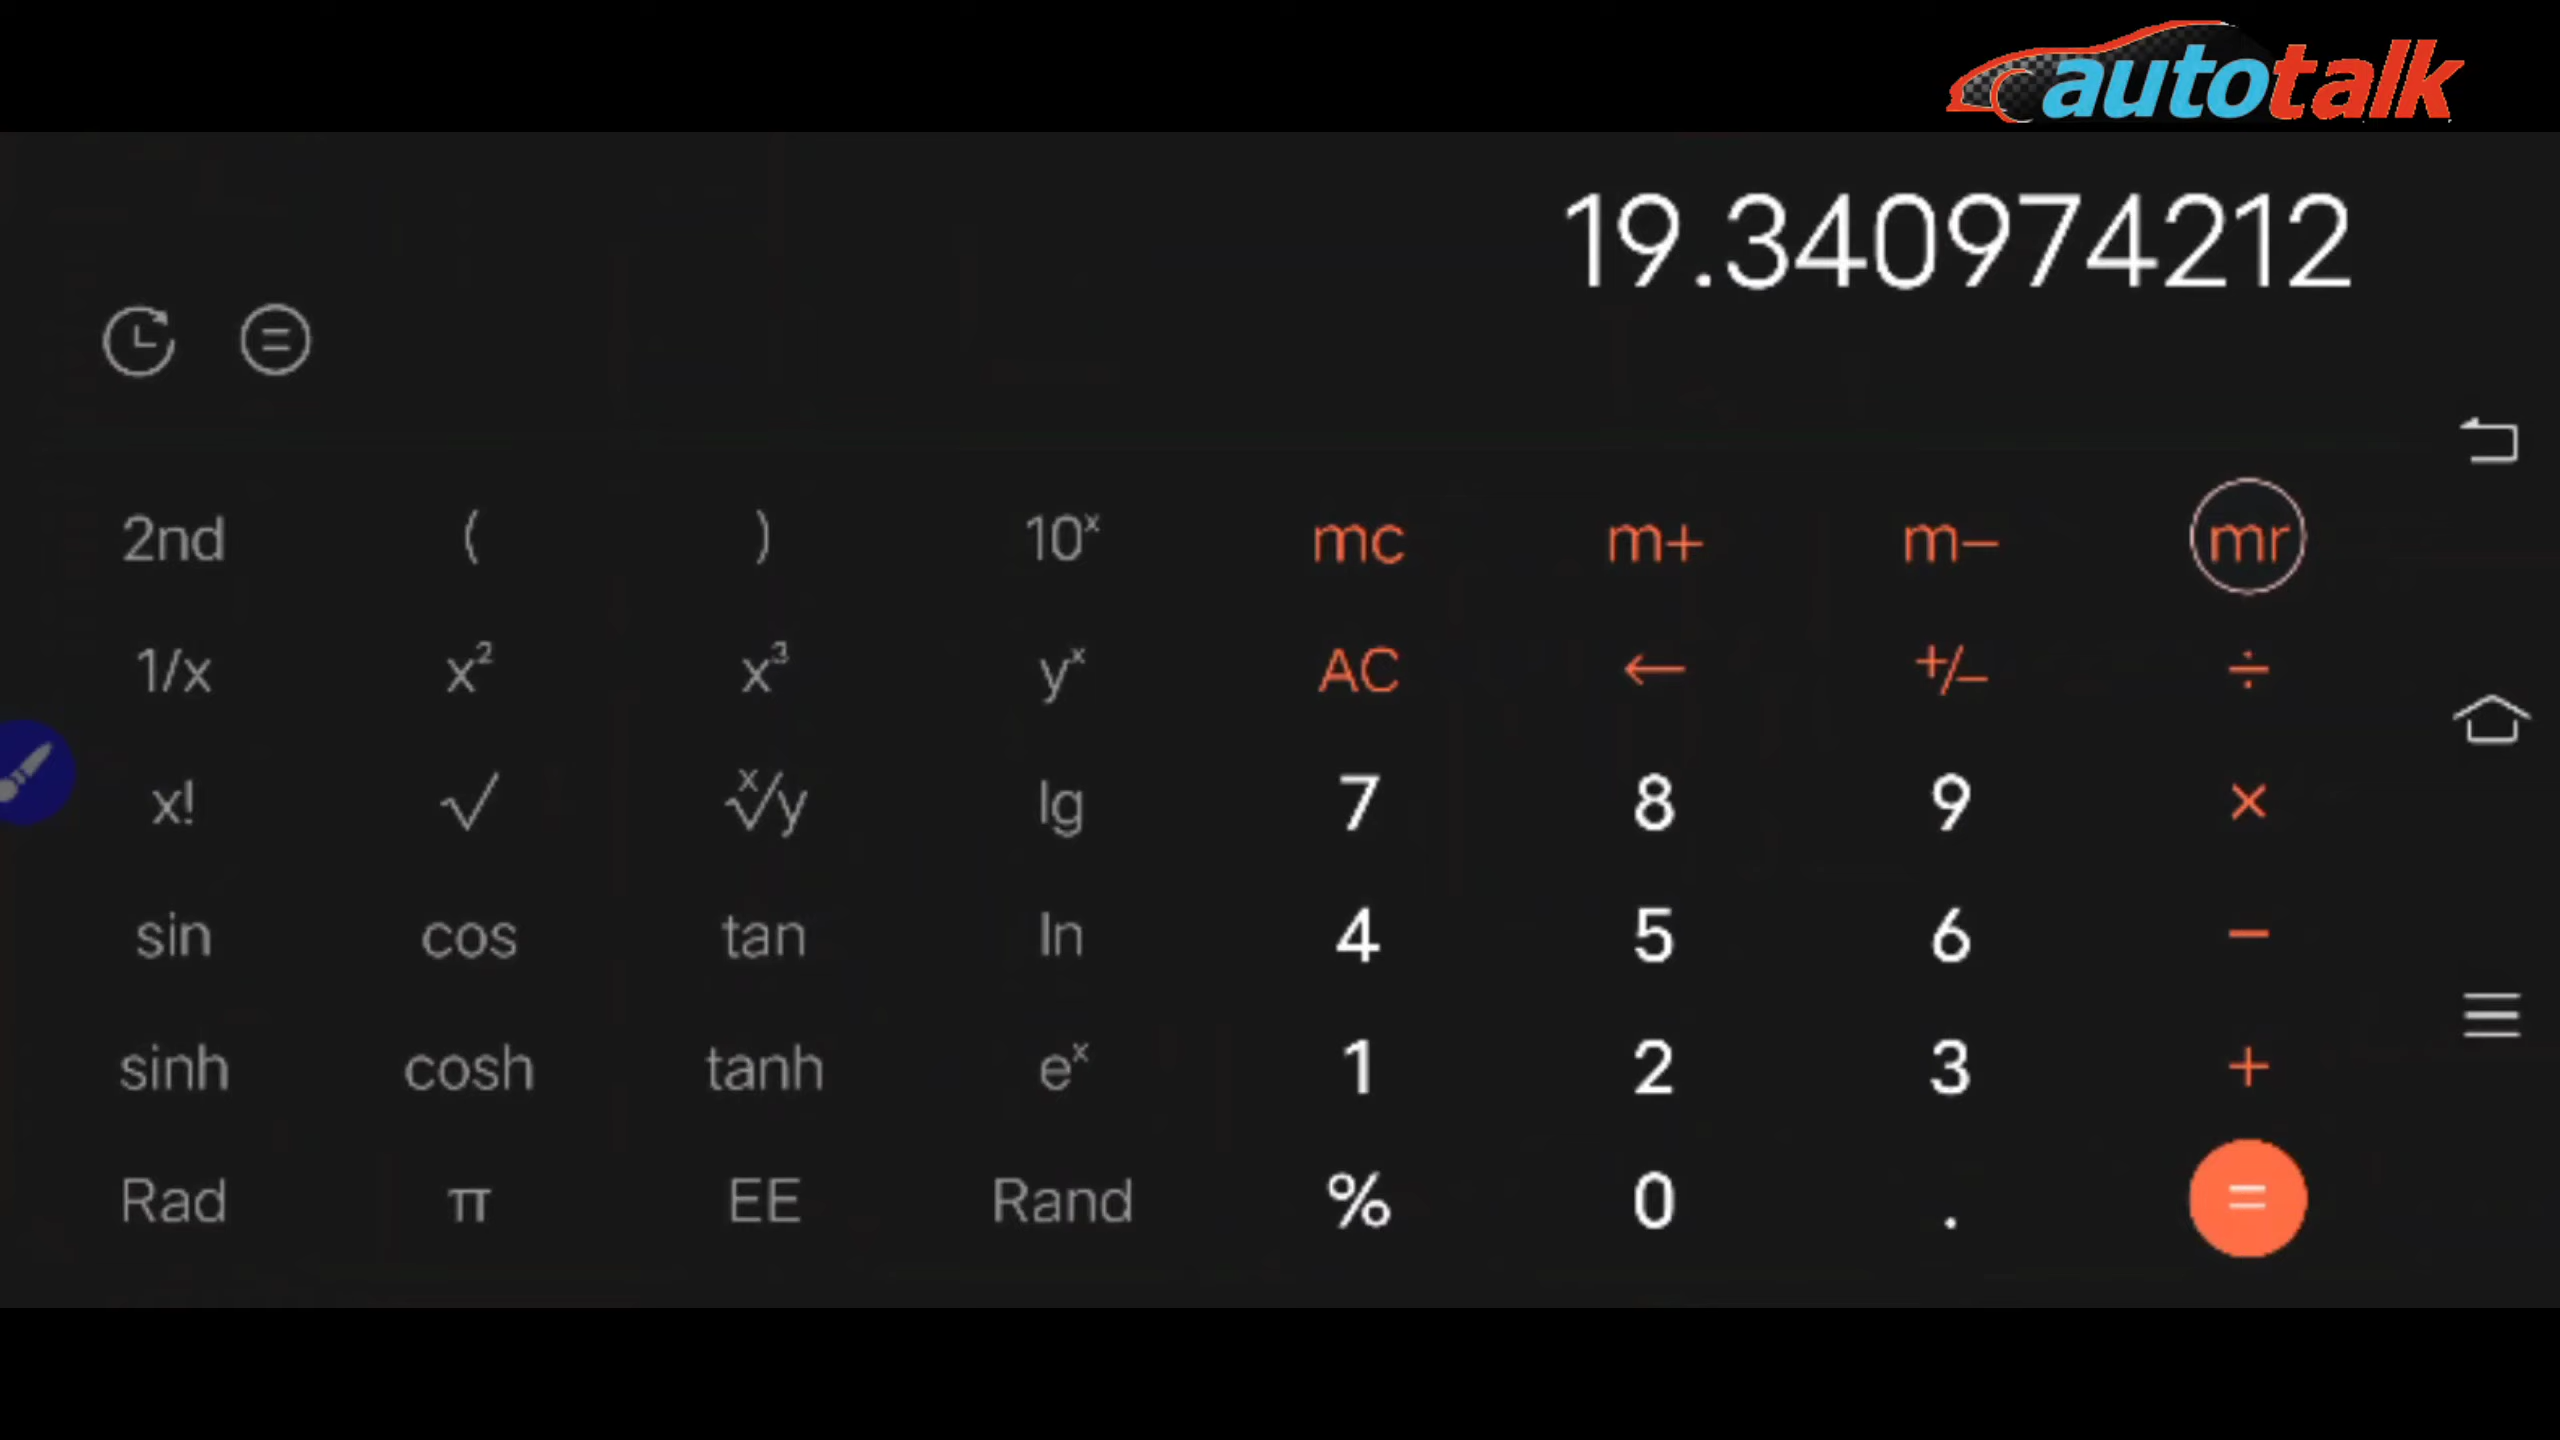 autotalk
19.340974212
2nd ( ) 10ˣ mc m+ m− mr
1/x x² x³ yˣ AC ← +/− ÷
x! √ ˣ√y lg 7 8 9 ×
sin cos tan ln 4 5 6 −
sinh cosh tanh eˣ 1 2 3 +
Rad π EE Rand % 0 . =